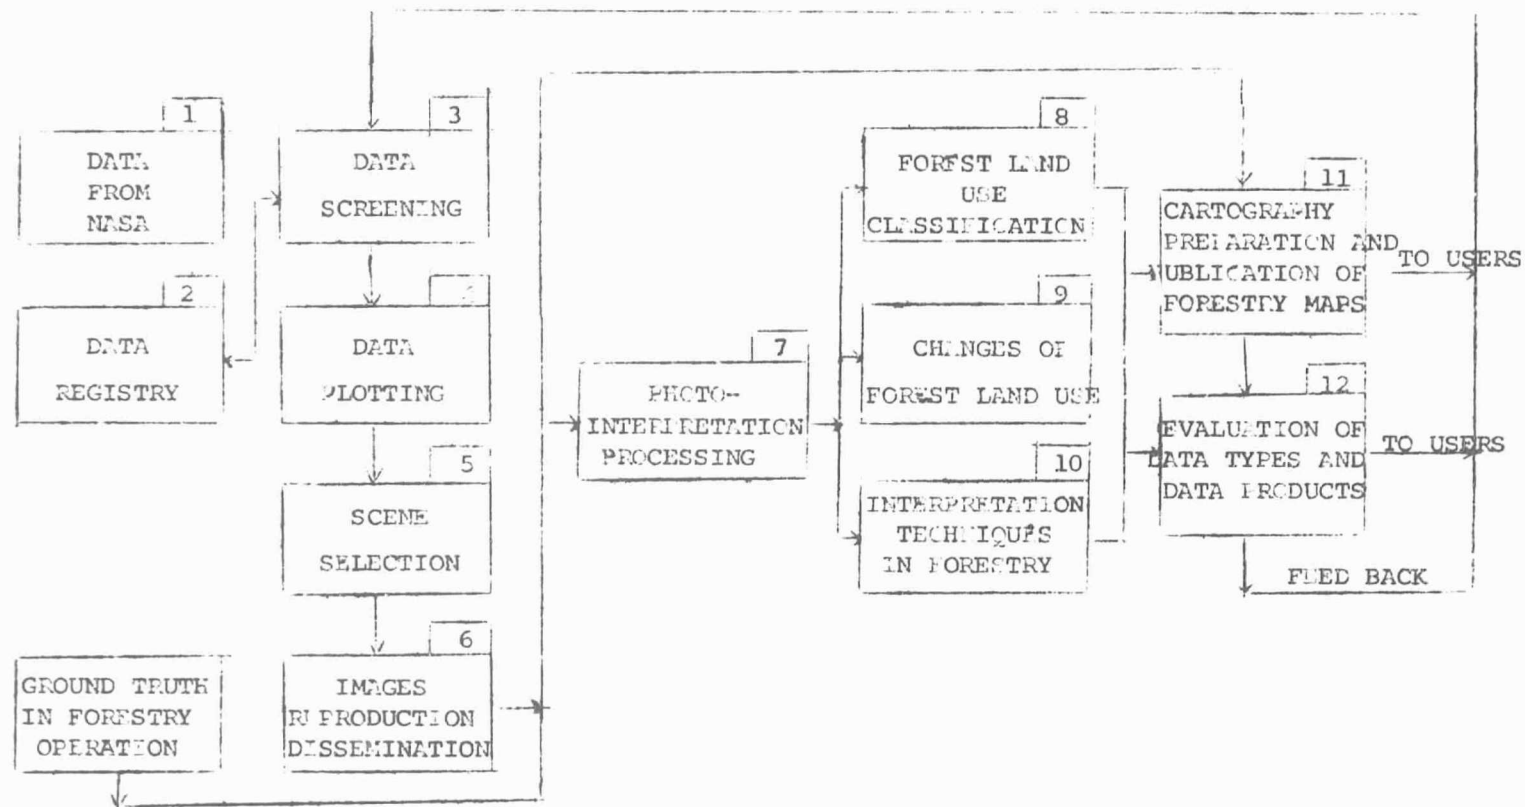 1
DATA
FROM
NASA
2
DATA
REGISTRY
3
DATA
SCREENING
DATA
PLOTTING
5
SCENE
SELECTION
6
IMAGES
REPRODUCTION
DISSEMINATION
GROUND TRUTH
IN FORESTRY
OPERATION
7
PHOTO-
INTERPRETATION
PROCESSING
8
FOREST LAND
USE
CLASSIFICATION
9
CHANGES OF
FOREST LAND USE
10
INTERPRETATION
TECHNIQUES
IN FORESTRY
11
CARTOGRAPHY
PREPARATION AND
UBLICATION OF
FORESTRY MAPS
TO USERS
12
EVALUATION OF
DATA TYPES AND
DATA PRODUCTS
TO USERS
FEED BACK